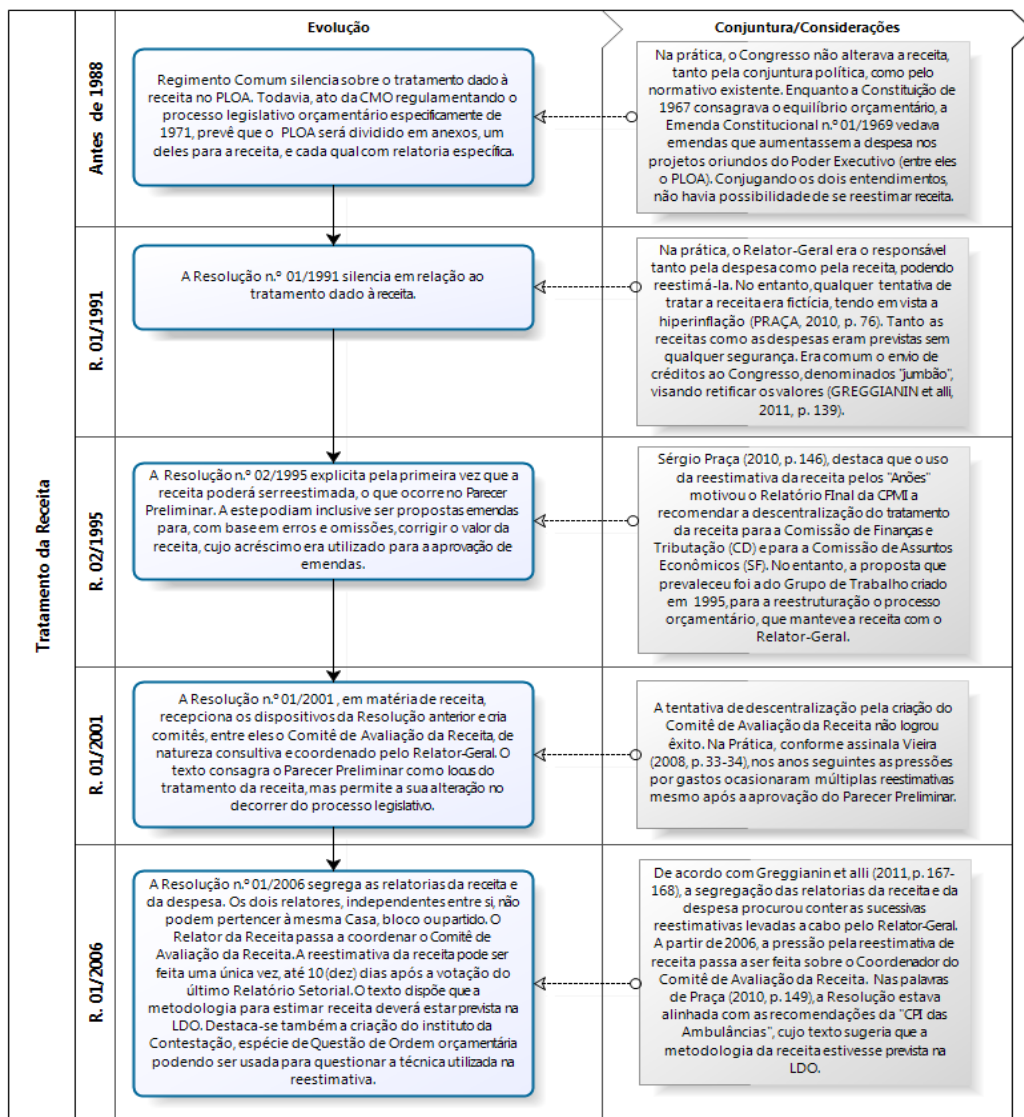 Evolução
Conjuntura/Considerações
Tratamento da Receita
Antes de 1988
Regimento Comum silencia sobre o tratamento dado à
receita no PLOA. Todavia, ato da CMO regulamentando o
processo legislativo orçamentário especificamente de
1971, prevê que o PLOA será dividido em anexos, um
deles para a receita, e cada qual com relatoria específica.
Na prática, o Congresso não alterava a receita,
tanto pela conjuntura política, como pelo
normativo existente. Enquanto a Constituição de
1967 consagrava o equilíbrio orçamentário, a
Emenda Constitucional n.º 01/1969 vedava
emendas que aumentassem a despesa nos
projetos oriundos do Poder Executivo (entre eles
o PLOA). Conjugando os dois entendimentos,
não havia possibilidade de se reestimar receita.
R. 01/1991
A Resolução n.º 01/1991 silencia em relação ao
tratamento dado à receita.
Na prática, o Relator-Geral era o responsável
tanto pela despesa como pela receita, podendo
reestimá-la. No entanto, qualquer tentativa de
tratar a receita era fictícia, tendo em vista a
hiperinflação (PRAÇA, 2010, p. 76). Tanto as
receitas como as despesas eram previstas sem
qualquer segurança. Era comum o envio de
créditos ao Congresso, denominados "jumbão",
visando retificar os valores (GREGGIANIN et alli,
2011, p. 139).
R. 02/1995
A Resolução n.º 02/1995 explicita pela primeira vez que a
receita poderá ser reestimada, o que ocorre no Parecer
Preliminar. A este podiam inclusive ser propostas emendas
para, com base em erros e omissões, corrigir o valor da
receita, cujo acréscimo era utilizado para a aprovação de
emendas.
Sérgio Praça (2010, p. 146), destaca que o uso
da reestimativa da receita pelos "Anões"
motivou o Relatório FInal da CPMI a
recomendar a descentralização do tratamento
da receita para a Comissão de Finanças e
Tributação (CD) e para a Comissão de Assuntos
Econômicos (SF). No entanto, a proposta que
prevaleceu foi a do Grupo de Trabalho criado
em 1995, para a reestruturação o processo
orçamentário, que manteve a receita com o
Relator-Geral.
R. 01/2001
A Resolução n.º 01/2001, em matéria de receita,
recepciona os dispositivos da Resolução anterior e cria
comitês, entre eles o Comitê de Avaliação da Receita, de
natureza consultiva e coordenado pelo Relator-Geral. O
texto consagra o Parecer Preliminar como locus do
tratamento da receita, mas permite a sua alteração no
decorrer do processo legislativo.
A tentativa de descentralização pela criação do
Comitê de Avaliação da Receita não logrou
êxito. Na Prática, conforme assinala Vieira
(2008, p. 33-34), nos anos seguintes as pressões
por gastos ocasionaram múltiplas reestimativas
mesmo após a aprovação do Parecer Preliminar.
R. 01/2006
A Resolução n.º 01/2006 segrega as relatorias da receita e
da despesa. Os dois relatores, independentes entre si, não
podem pertencer à mesma Casa, bloco ou partido. O
Relator da Receita passa a coordenar o Comitê de
Avaliação da Receita. A reestimativa da receita pode ser
feita uma única vez, até 10 (dez) dias após a votação do
último Relatório Setorial. O texto dispõe que a
metodologia para estimar receita deverá estar prevista na
LDO. Destaca-se também a criação do instituto da
Contestação, espécie de Questão de Ordem orçamentária
podendo ser usada para questionar a técnica utilizada na
reestimativa.
De acordo com Greggianin et alli (2011, p. 167-
168), a segregação das relatorias da receita e da
despesa procurou conter as sucessivas
reestimativas levadas a cabo pelo Relator-Geral.
A partir de 2006, a pressão pela reestimativa de
receita passa a ser feita sobre o Coordenador do
Comitê de Avaliação da Receita. Nas palavras
de Praça (2010, p. 149), a Resolução estava
alinhada com as recomendações da "CPI das
Ambulâncias", cujo texto sugeria que a
metodologia da receita estivesse prevista na
LDO.